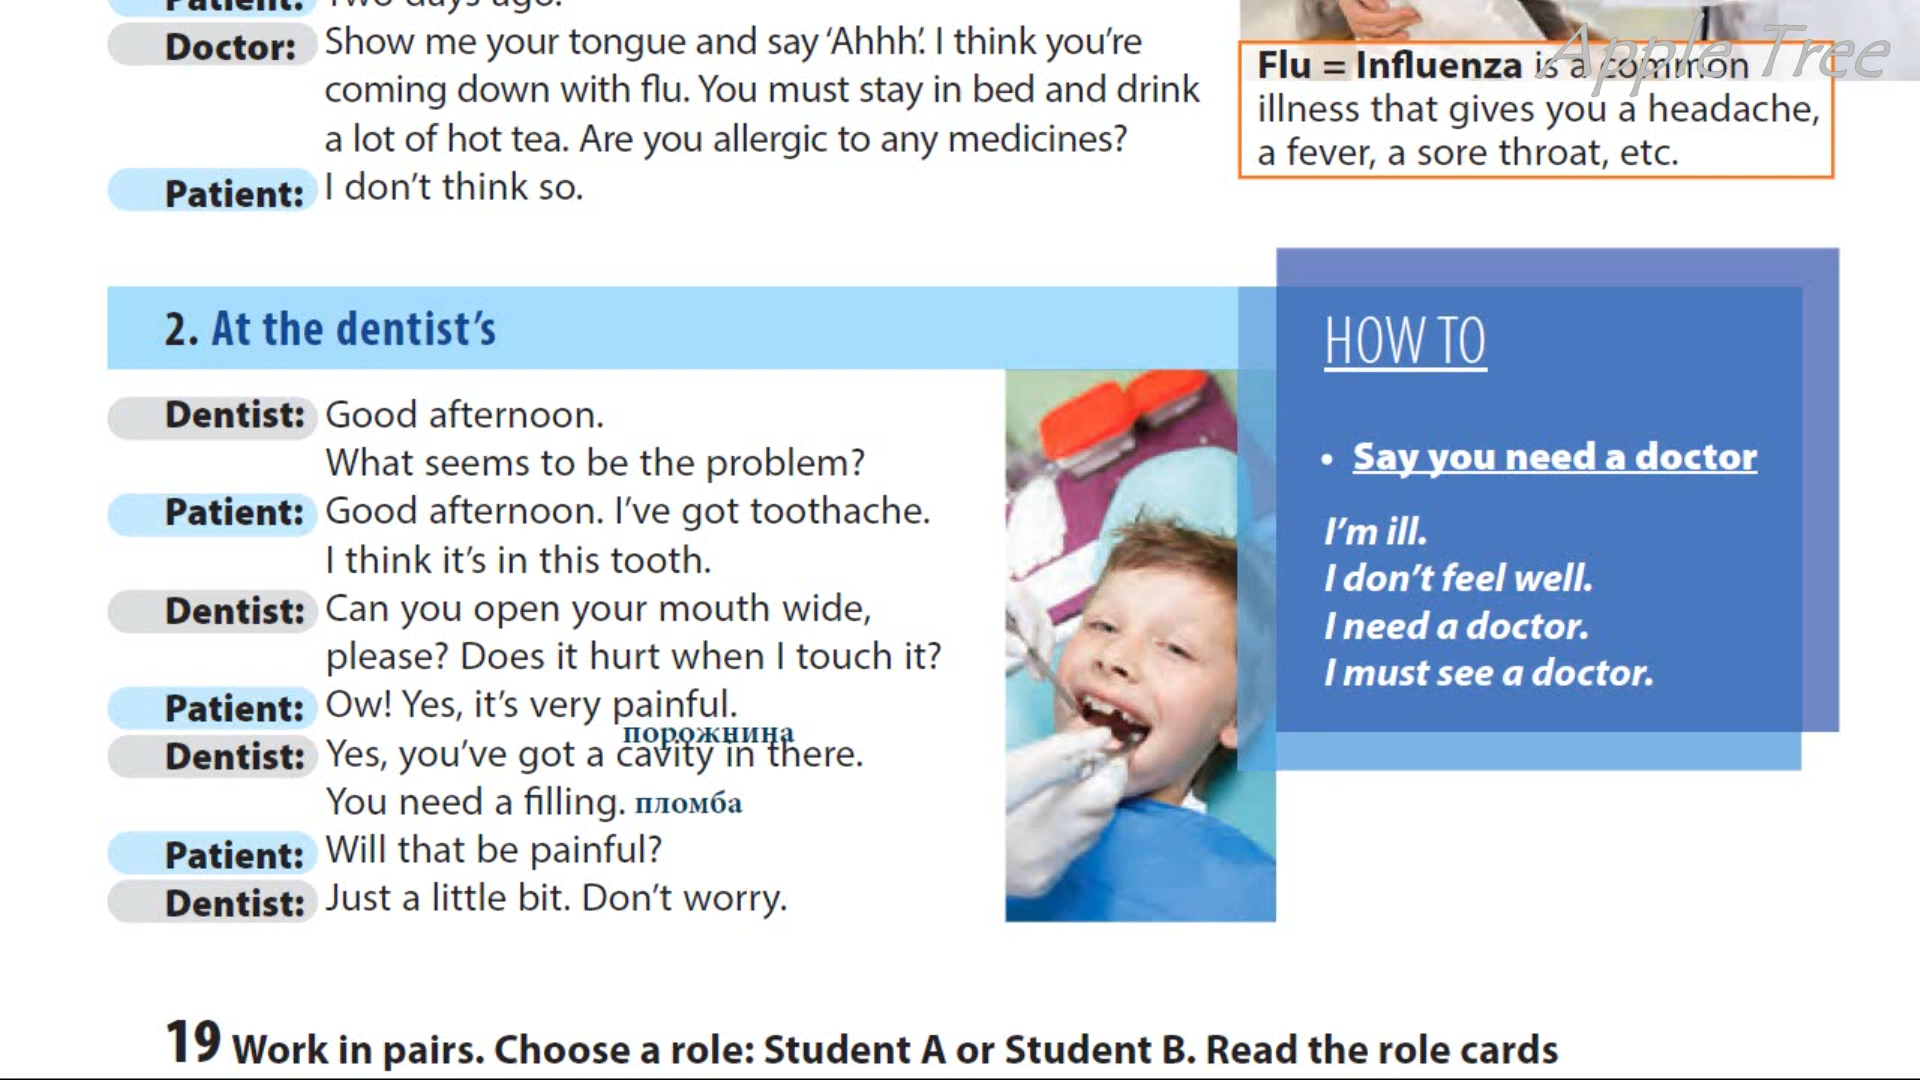 Patient: Two days ago.
Doctor: Show me your tongue and say ‘Ahhh’. I think you’re
coming down with flu. You must stay in bed and drink
a lot of hot tea. Are you allergic to any medicines?
Patient: I don’t think so.
Apple Tree
Flu = Influenza is a common
illness that gives you a headache,
a fever, a sore throat, etc.
2. At the dentist’s
Dentist: Good afternoon.
What seems to be the problem?
Patient: Good afternoon. I’ve got toothache.
I think it’s in this tooth.
Dentist: Can you open your mouth wide,
please? Does it hurt when I touch it?
Patient: Ow! Yes, it’s very painful.
порожнина
Dentist: Yes, you’ve got a cavity in there.
You need a filling. пломба
Patient: Will that be painful?
Dentist: Just a little bit. Don’t worry.
HOW TO
• Say you need a doctor
I’m ill.
I don’t feel well.
I need a doctor.
I must see a doctor.
19 Work in pairs. Choose a role: Student A or Student B. Read the role cards